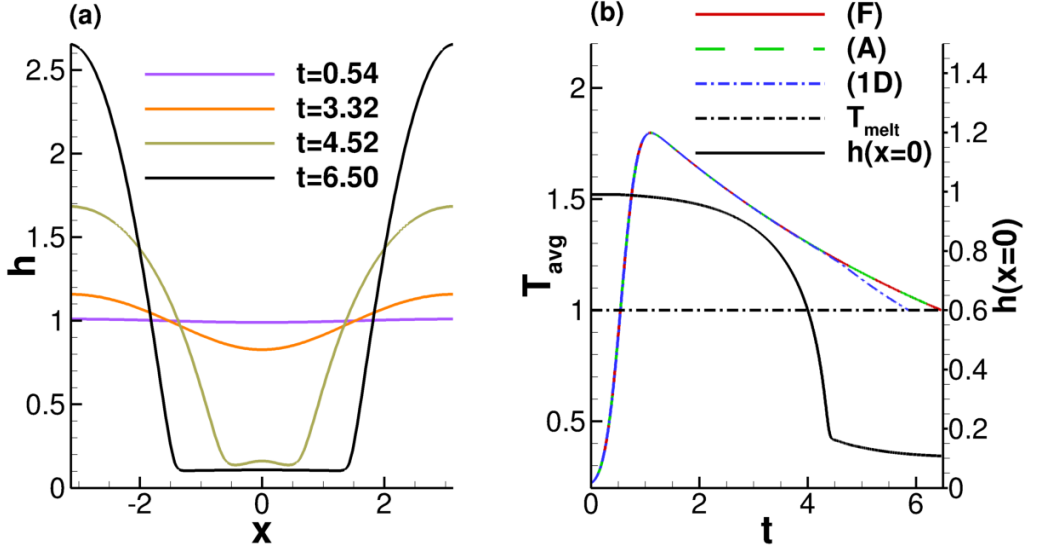 (a)
h
2.5
2
1.5
1
0.5
0
t=0.54
t=3.32
t=4.52
t=6.50
-2
0
2
x
(b)
(F)
(A)
(1D)
T_melt
h(x=0)
T_avg
2
1.5
1
0.5
0
2
4
6
t
1.4
1.2
1
0.8
0.6
0.4
0.2
0
h(x=0)